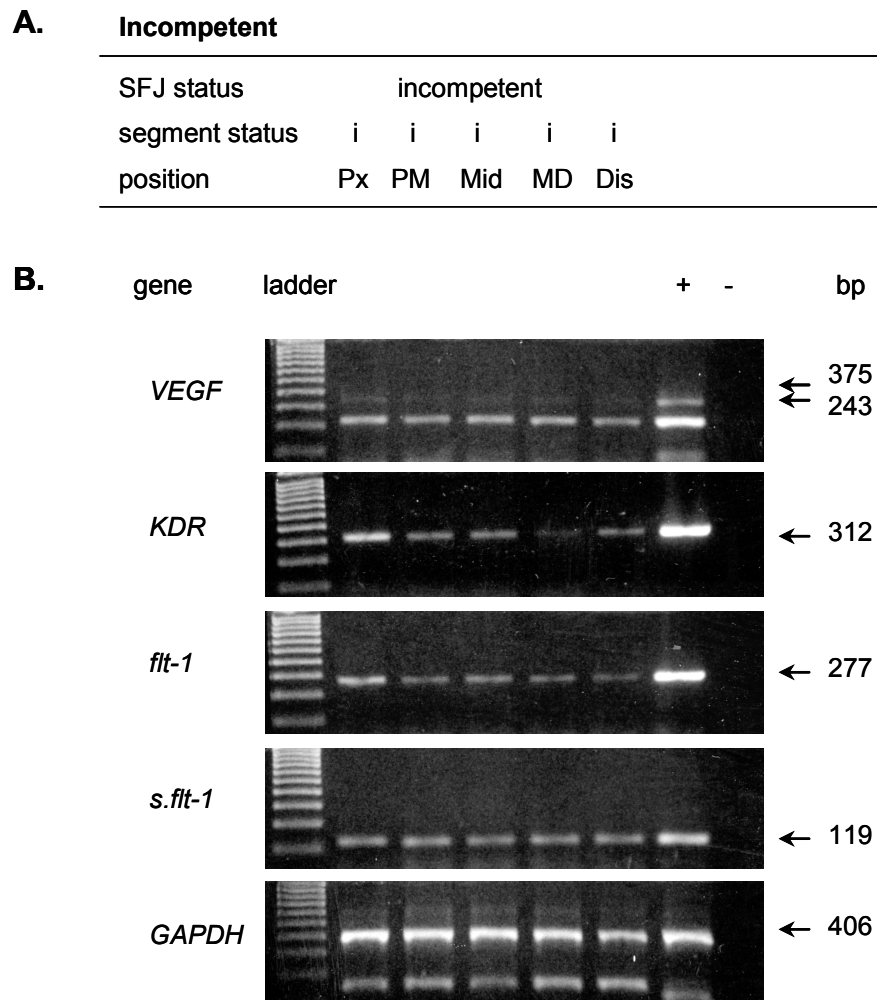 A. Incompetent
SFJ status incompetent
segment status i i i i i
position Px PM Mid MD Dis
B. gene ladder + - bp
VEGF 375
243
KDR 312
flt-1 277
s.flt-1 119
GAPDH 406